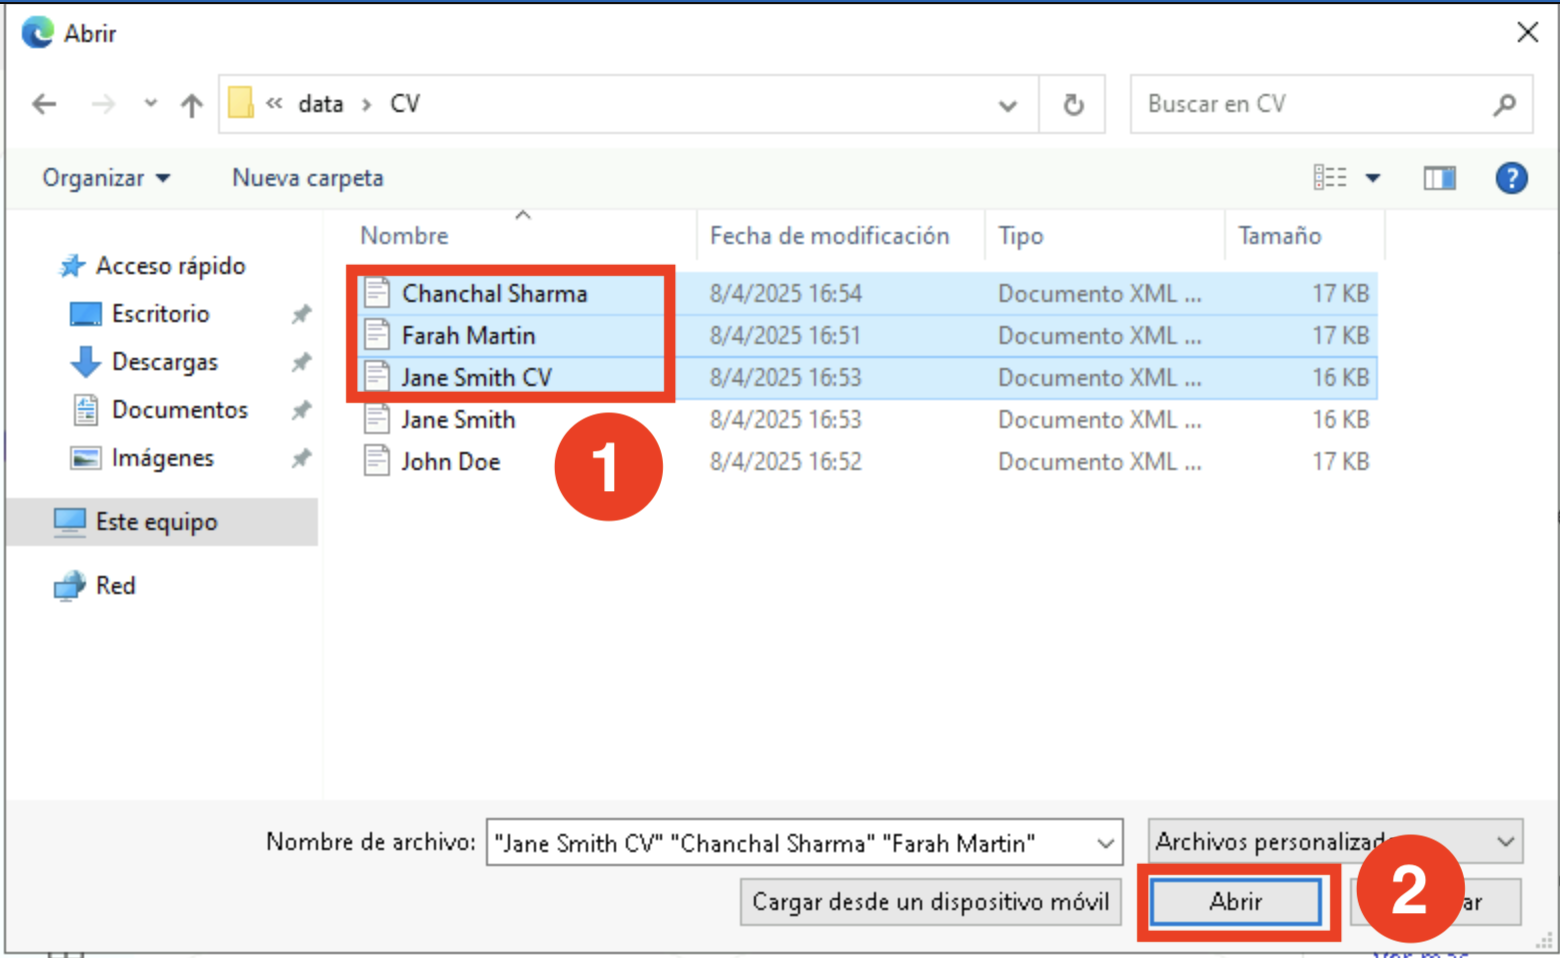 Abrir
« data › CV
Buscar en CV
Organizar
Nueva carpeta
?
Nombre Fecha de modificación Tipo Tamaño
Acceso rápido
Escritorio
Descargas
Documentos
Imágenes
Este equipo
Red
Chanchal Sharma 8/4/2025 16:54 Documento XML ... 17 KB
Farah Martin 8/4/2025 16:51 Documento XML ... 17 KB
Jane Smith CV 8/4/2025 16:53 Documento XML ... 16 KB
Jane Smith 8/4/2025 16:53 Documento XML ... 16 KB
John Doe 8/4/2025 16:52 Documento XML ... 17 KB
1
Nombre de archivo: "Jane Smith CV" "Chanchal Sharma" "Farah Martin"
Archivos
Cargar desde un dispositivo móvil
Abrir
2